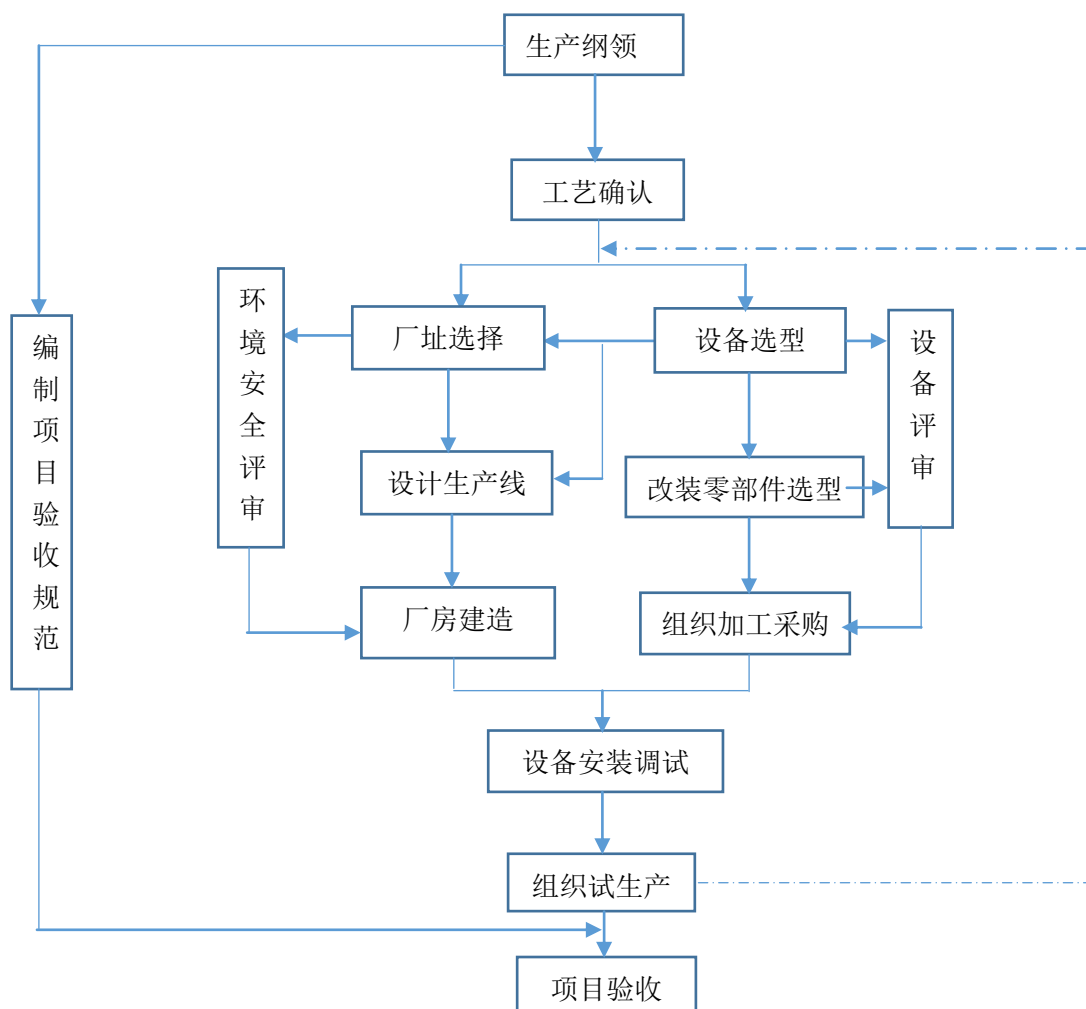 生产纲领
工艺确认
环境安全评审
厂址选择
设备选型
编制项目验收规范
设备评审
设计生产线
改装零部件选型
厂房建造
组织加工采购
设备安装调试
组织试生产
项目验收